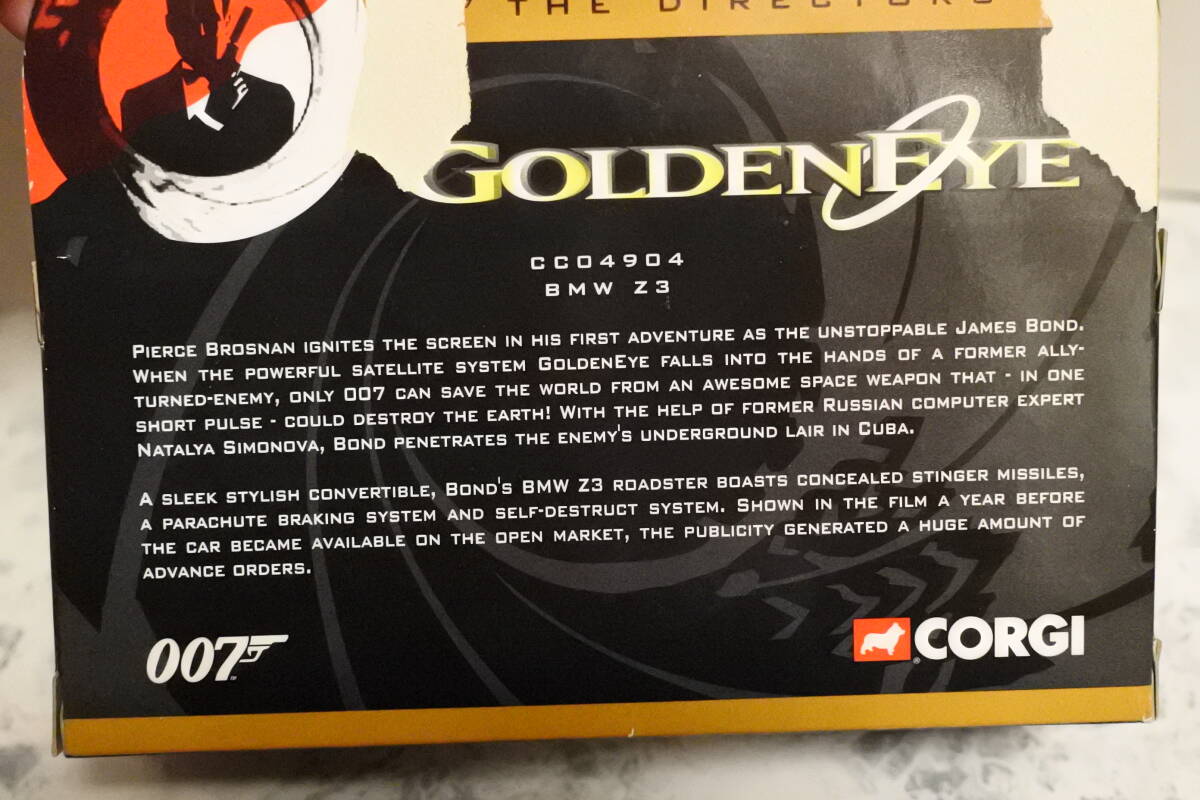 THE DIRECTORS
GOLDENEYE
CC04904
BMW Z3
PIERCE BROSNAN IGNITES THE SCREEN IN HIS FIRST ADVENTURE AS THE UNSTOPPABLE JAMES BOND.
WHEN THE POWERFUL SATELLITE SYSTEM GOLDENEYE FALLS INTO THE HANDS OF A FORMER ALLY-
TURNED-ENEMY, ONLY 007 CAN SAVE THE WORLD FROM AN AWESOME SPACE WEAPON THAT - IN ONE
SHORT PULSE - COULD DESTROY THE EARTH! WITH THE HELP OF FORMER RUSSIAN COMPUTER EXPERT
NATALYA SIMONOVA, BOND PENETRATES THE ENEMY'S UNDERGROUND LAIR IN CUBA.
A SLEEK STYLISH CONVERTIBLE, BOND'S BMW Z3 ROADSTER BOASTS CONCEALED STINGER MISSILES,
A PARACHUTE BRAKING SYSTEM AND SELF-DESTRUCT SYSTEM. SHOWN IN THE FILM A YEAR BEFORE
THE CAR BECAME AVAILABLE ON THE OPEN MARKET, THE PUBLICITY GENERATED A HUGE AMOUNT OF
ADVANCE ORDERS.
007™
®CORGI